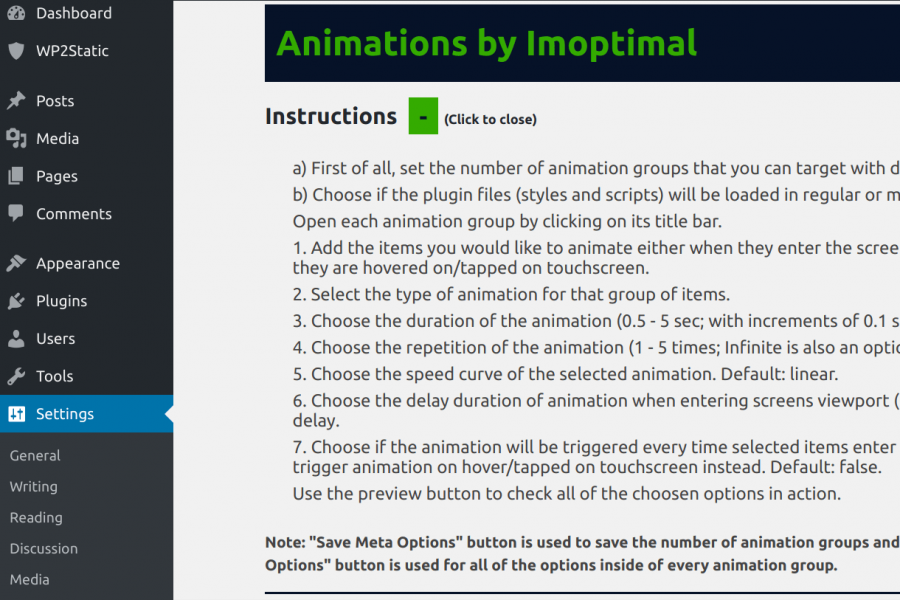 Dashboard
WP2Static
Posts
Media
Pages
Comments
Appearance
Plugins
Users
Tools
Settings
General
Writing
Reading
Discussion
Media
Animations by Imoptimal
Instructions - (Click to close)
a) First of all, set the number of animation groups that you can target with
b) Choose if the plugin files (styles and scripts) will be loaded in regular or
Open each animation group by clicking on its title bar.
1. Add the items you would like to animate either when they enter the
they are hovered on/tapped on touchscreen.
2. Select the type of animation for that group of items.
3. Choose the duration of the animation (0.5 - 5 sec; with increments of 0.1
4. Choose the repetition of the animation (1 - 5 times; Infinite is also an
5. Choose the speed curve of the selected animation. Default: linear.
6. Choose the delay duration of animation when entering screens viewport (
delay.
7. Choose if the animation will be triggered every time selected items enter
trigger animation on hover/tapped on touchscreen instead. Default: false.
Use the preview button to check all of the choosen options in action.
Note: "Save Meta Options" button is used to save the number of animation groups and
Options" button is used for all of the options inside of every animation group.